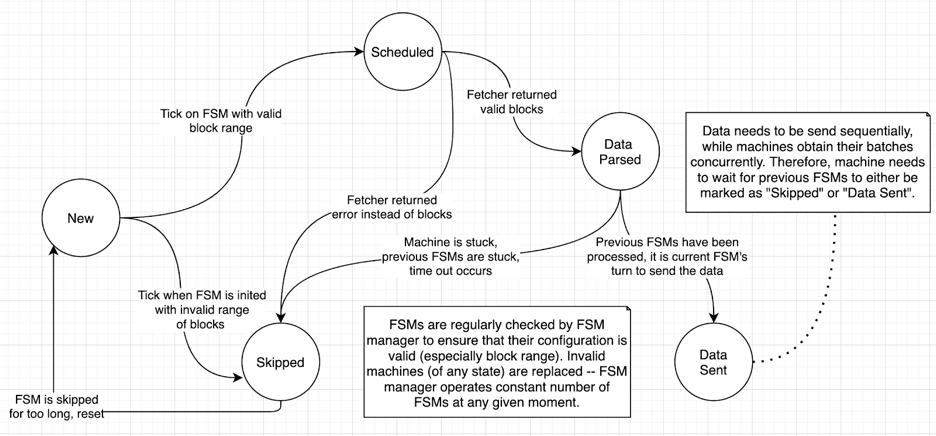 Scheduled
Tick on FSM with valid
block range
Fetcher returned
valid blocks
Data
Parsed
Data needs to be send sequentially,
while machines obtain their batches
concurrently. Therefore, machine needs
to wait for previous FSMs to either be
marked as "Skipped" or "Data Sent".
New
Fetcher returned
error instead of blocks
Machine is stuck,
previous FSMs are stuck,
time out occurs
Previous FSMs have been
processed, it is current FSM's
turn to send the data
Tick when FSM is inited
with invalid range
of blocks
Skipped
FSMs are regularly checked by FSM
manager to ensure that their configuration is
valid (especially block range). Invalid
machines (of any state) are replaced -- FSM
manager operates constant number of
FSMs at any given moment.
Data
Sent
FSM is skipped
for too long, reset